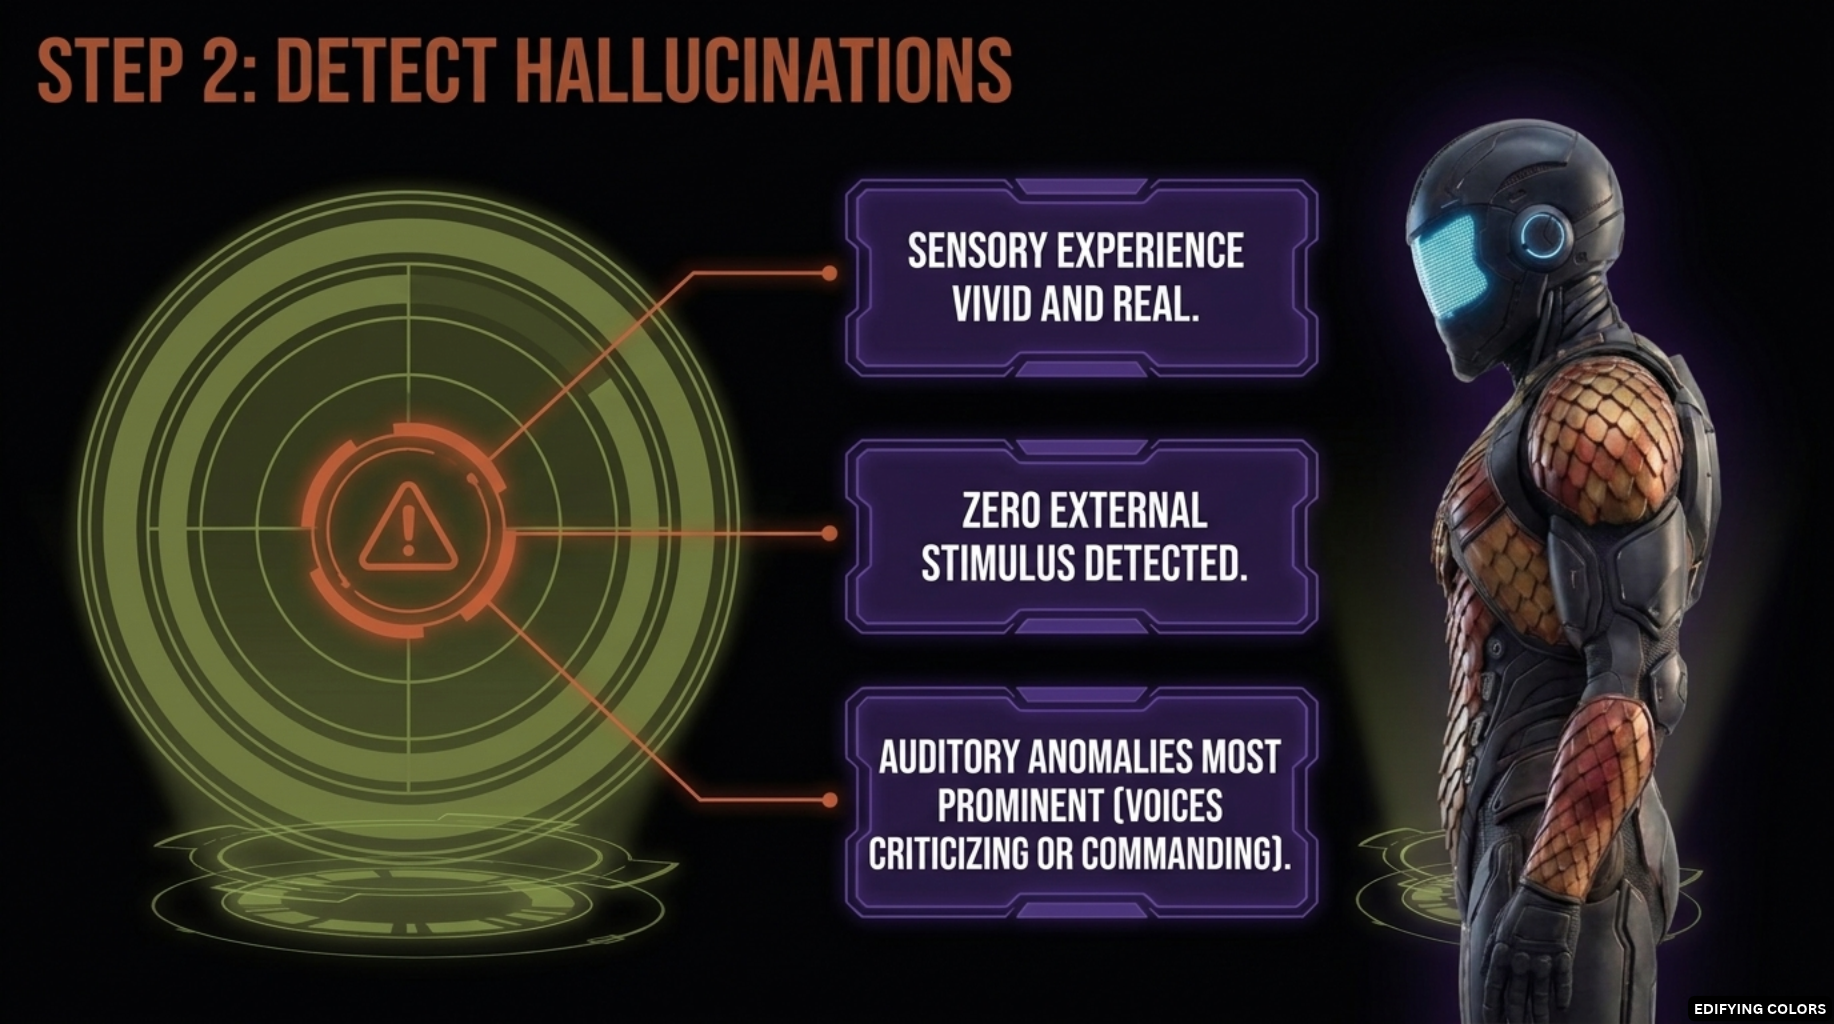 STEP 2: DETECT HALLUCINATIONS
SENSORY EXPERIENCE
VIVID AND REAL.
ZERO EXTERNAL
STIMULUS DETECTED.
AUDITORY ANOMALIES MOST
PROMINENT (VOICES
CRITICIZING OR COMMANDING).
EDIFYING COLORS